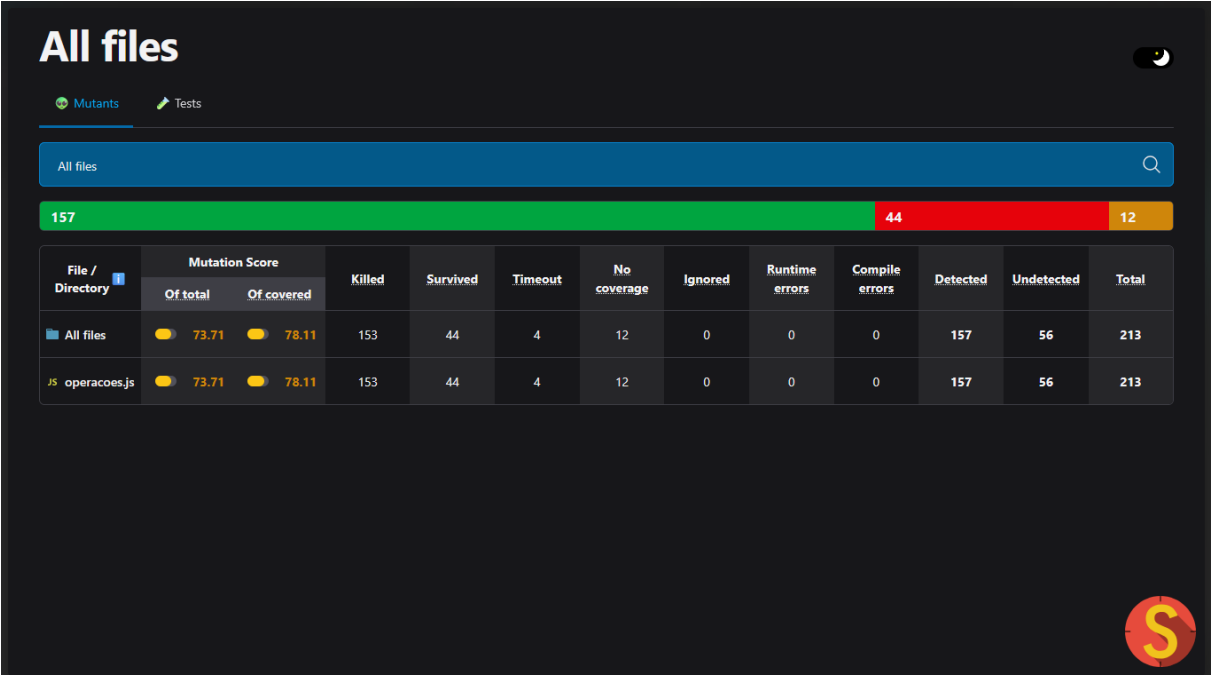 All files
Mutants Tests
All files
157 44 12
File / Directory Mutation Score Of total Of covered Killed Survived Timeout No coverage Ignored Runtime errors Compile errors Detected Undetected Total
All files 73.71 78.11 153 44 4 12 0 0 0 157 56 213
JS operacoes.js 73.71 78.11 153 44 4 12 0 0 0 157 56 213
S